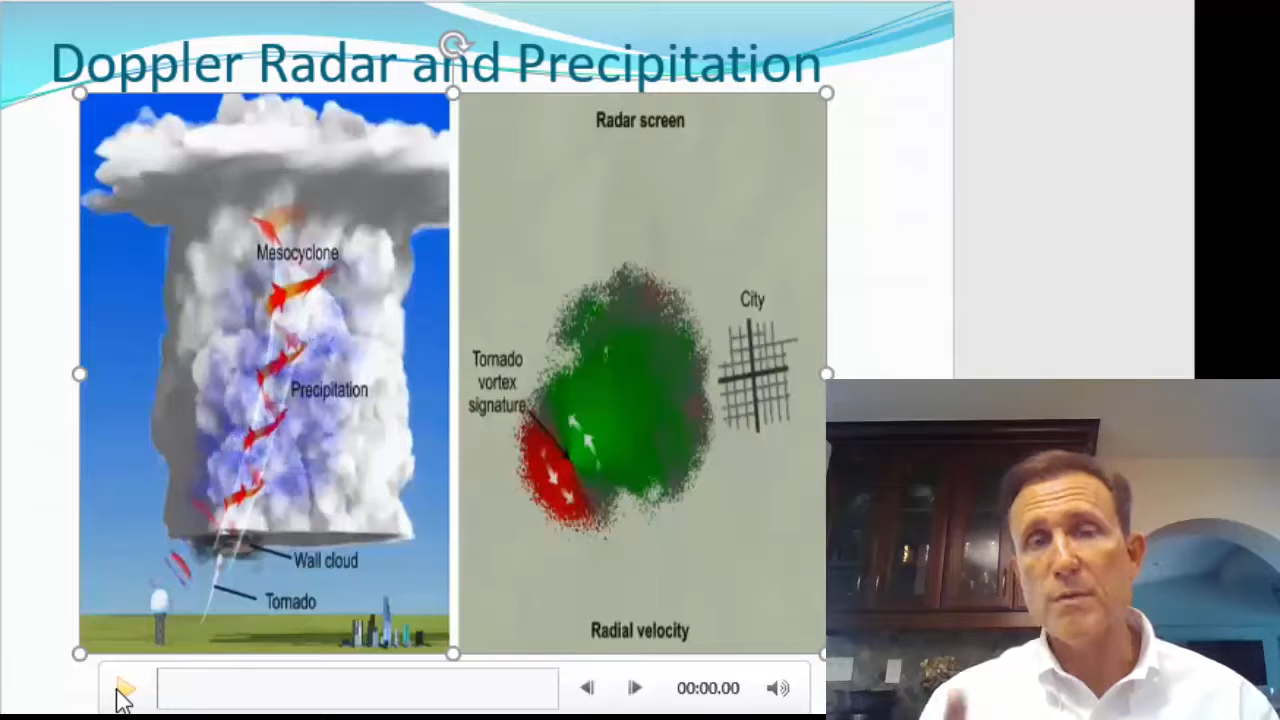 Doppler Radar and Precipitation
Radar screen
Mesocyclone
City
Tornado
vortex
signature
Precipitation
Wall cloud
Tornado
Radial velocity
00:00.00